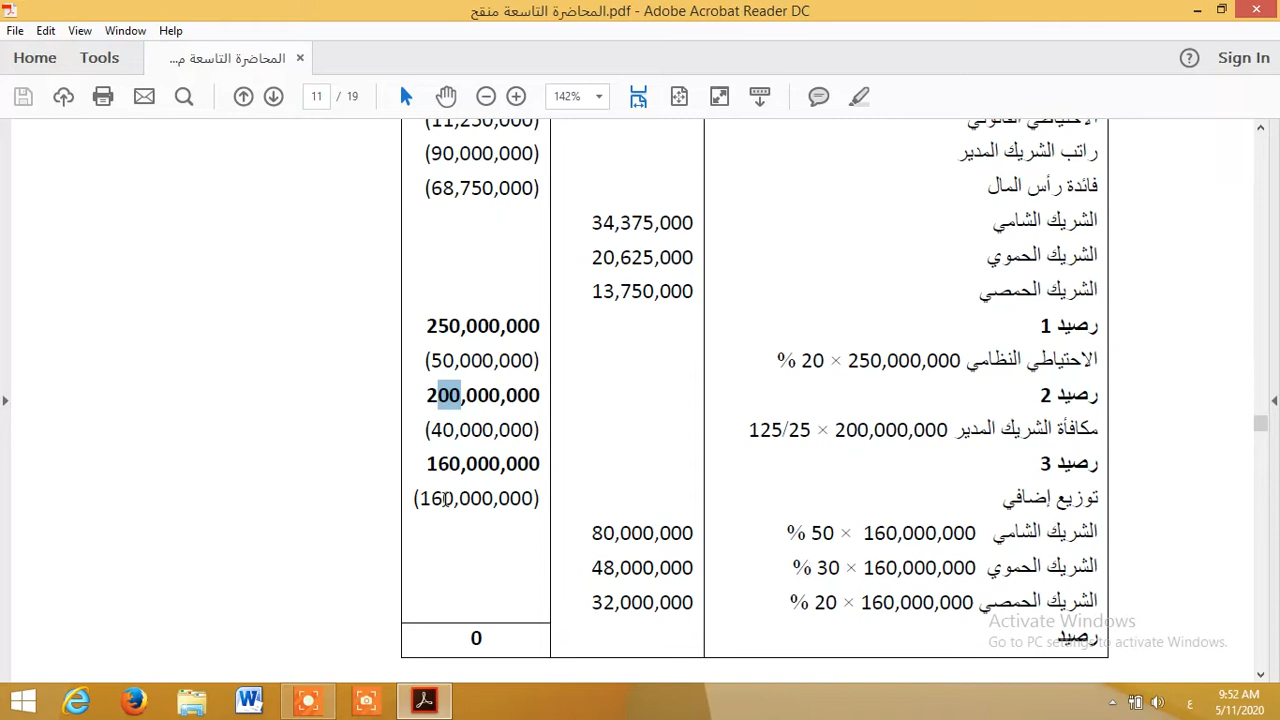 المحاضرة التاسعة منقح.pdf - Adobe Acrobat Reader DC
File Edit View Window Help
Home Tools المحاضرة التاسعة م... × Sign In
11 / 19 142%
الاحتياطي القانوني (11,250,000)
راتب الشريك المدير (90,000,000)
فائدة رأس المال (68,750,000)
الشريك الشامي 34,375,000
الشريك الحموي 20,625,000
الشريك الحمصي 13,750,000
رصيد 1 250,000,000
الاحتياطي النظامي 250,000,000 × 20 % (50,000,000)
رصيد 2 200,000,000
مكافأة الشريك المدير 200,000,000 × 125/25 (40,000,000)
رصيد 3 160,000,000
توزيع إضافي (160,000,000)
الشريك الشامي 160,000,000 × 50 % 80,000,000
الشريك الحموي 160,000,000 × 30 % 48,000,000
الشريك الحمصي 160,000,000 × 20 % 32,000,000
رصيد 0
Activate Windows
Go to PC settings to activate Windows.
ع 9:52 AM
5/11/2020